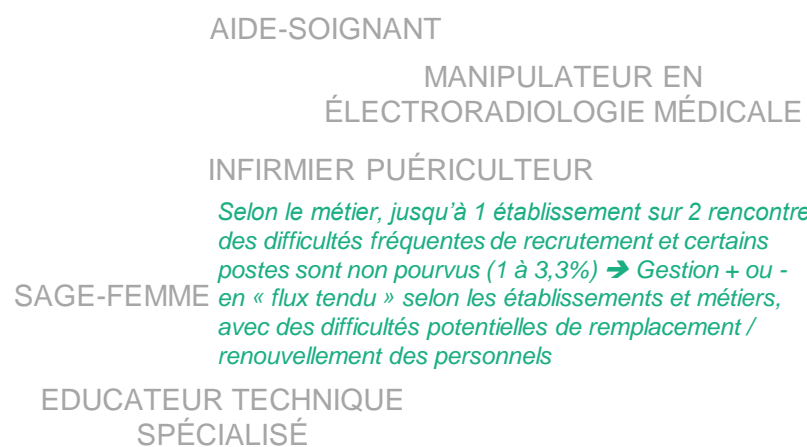 AIDE-SOIGNANT
MANIPULATEUR EN
ÉLECTRORADIOLOGIE MÉDICALE
INFIRMIER PUÉRICULTEUR
Selon le métier, jusqu’à 1 établissement sur 2 rencontre
des difficultés fréquentes de recrutement et certains
postes sont non pourvus (1 à 3,3%) ➔ Gestion + ou -
SAGE-FEMME
en « flux tendu » selon les établissements et métiers,
avec des difficultés potentielles de remplacement /
renouvellement des personnels
EDUCATEUR TECHNIQUE
SPÉCIALISÉ